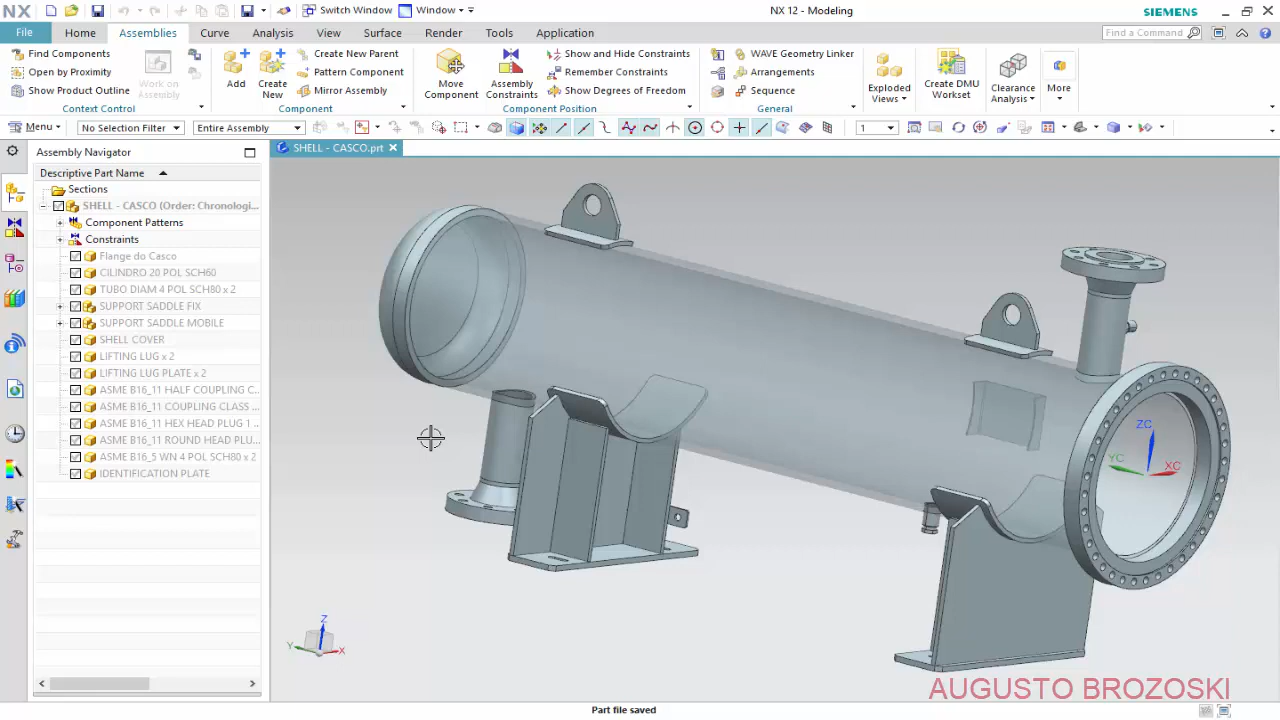 NX
Switch Window
Window
NX 12 - Modeling
SIEMENS
File
Home
Assemblies
Curve
Analysis
View
Surface
Render
Tools
Application
Find a Command
Find Components
Open by Proximity
Show Product Outline
Context Control
Work on Assembly
Add
Create New
Create New Parent
Pattern Component
Mirror Assembly
Component
Move Component
Assembly Constraints
Show and Hide Constraints
Remember Constraints
Show Degrees of Freedom
Component Position
WAVE Geometry Linker
Arrangements
Sequence
General
Exploded Views
Create DMU Workset
Clearance Analysis
More
Menu
No Selection Filter
Entire Assembly
1
Assembly Navigator
SHELL - CASCO.prt
Descriptive Part Name
Sections
SHELL - CASCO (Order: Chronologi...
Component Patterns
Constraints
Flange do Casco
CILINDRO 20 POL SCH60
TUBO DIAM 4 POL SCH80 x 2
SUPPORT SADDLE FIX
SUPPORT SADDLE MOBILE
SHELL COVER
LIFTING LUG x 2
LIFTING LUG PLATE x 2
ASME B16_11 HALF COUPLING C...
ASME B16_11 COUPLING CLASS ...
ASME B16_11 HEX HEAD PLUG 1 ...
ASME B16_11 ROUND HEAD PLU...
ASME B16_5 WN 4 POL SCH80 x 2
IDENTIFICATION PLATE
ZC
YC
XC
Z
Y
X
AUGUSTO BROZOSKI
Part file saved